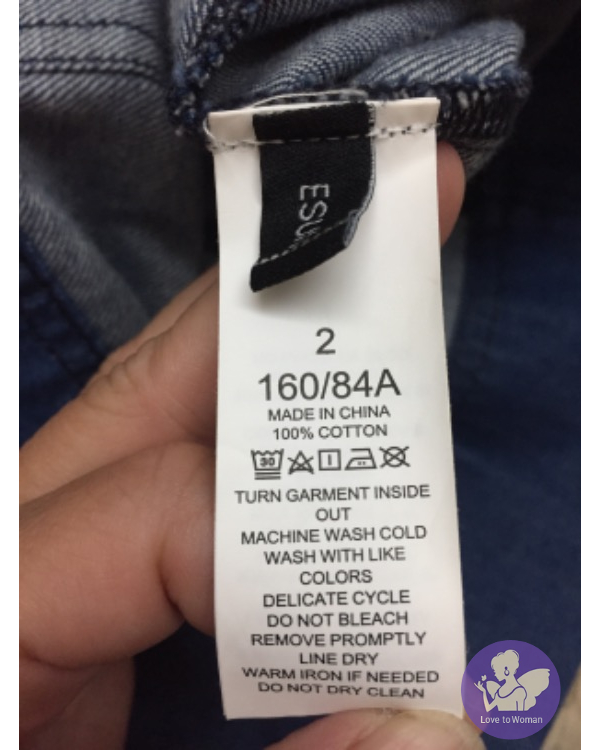 2
160/84A
MADE IN CHINA
100% COTTON
30
TURN GARMENT INSIDE
OUT
MACHINE WASH COLD
WASH WITH LIKE
COLORS
DELICATE CYCLE
DO NOT BLEACH
REMOVE PROMPTLY
LINE DRY
WARM IRON IF NEEDED
DO NOT DRY CLEAN
Love to Woman